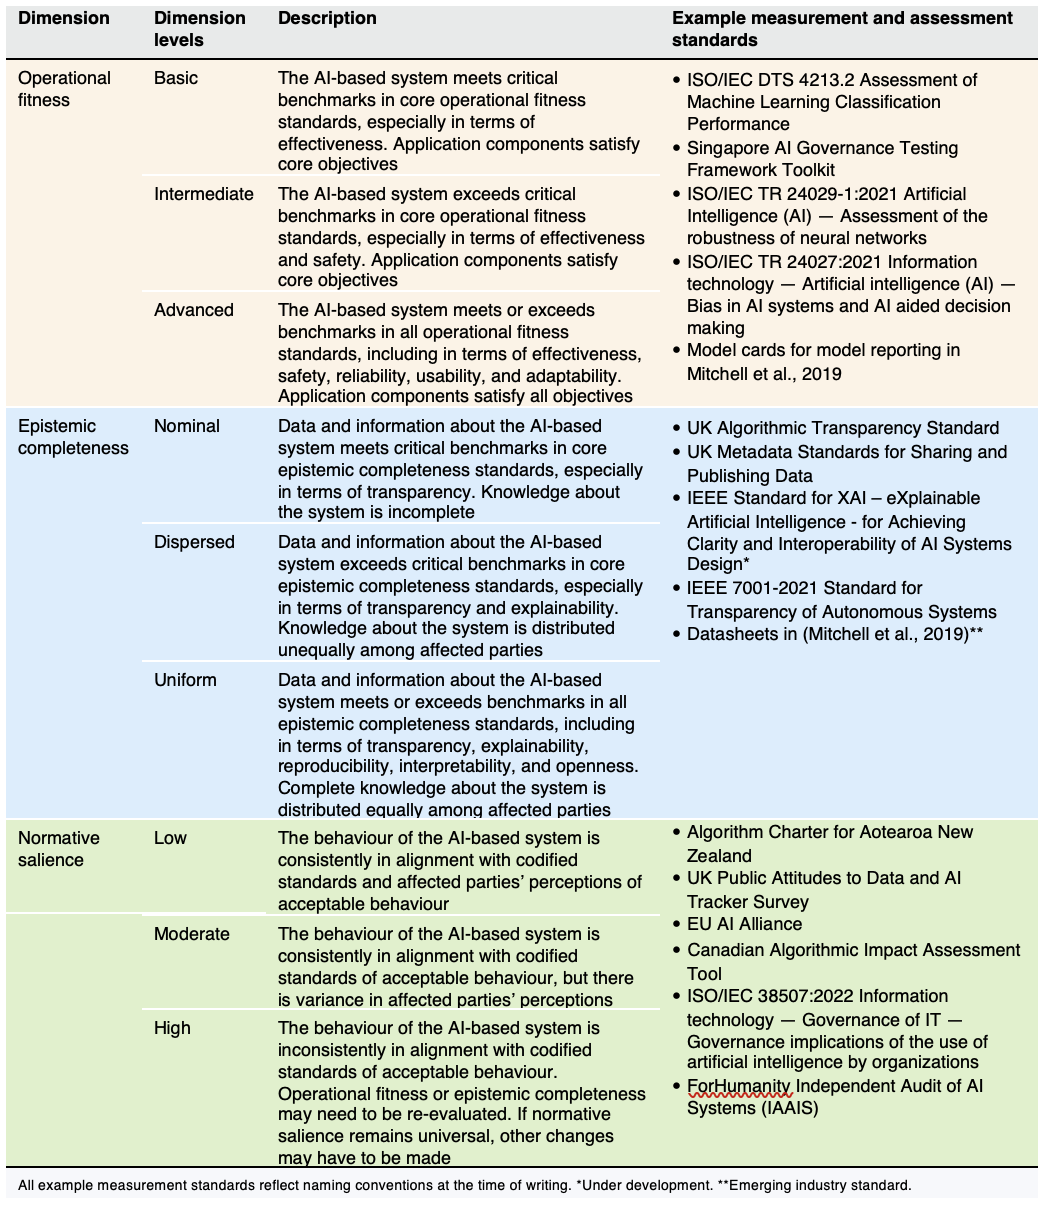 Dimension
Dimension
levels
Description
Example measurement and assessment
standards
Operational
fitness
Basic
The AI-based system meets critical
benchmarks in core operational fitness
standards, especially in terms of
effectiveness. Application components satisfy
core objectives
Intermediate
The AI-based system exceeds critical
benchmarks in core operational fitness
standards, especially in terms of effectiveness
and safety. Application components satisfy
core objectives
Advanced
The AI-based system meets or exceeds
benchmarks in all operational fitness
standards, including in terms of effectiveness,
safety, reliability, usability, and adaptability.
Application components satisfy all objectives
• ISO/IEC DTS 4213.2 Assessment of
Machine Learning Classification
Performance
• Singapore AI Governance Testing
Framework Toolkit
• ISO/IEC TR 24029-1:2021 Artificial
Intelligence (AI) — Assessment of the
robustness of neural networks
• ISO/IEC TR 24027:2021 Information
technology — Artificial intelligence (AI) —
Bias in AI systems and AI aided decision
making
• Model cards for model reporting in
Mitchell et al., 2019
Epistemic
completeness
Nominal
Data and information about the AI-based
system meets critical benchmarks in core
epistemic completeness standards, especially
in terms of transparency. Knowledge about
the system is incomplete
Dispersed
Data and information about the AI-based
system exceeds critical benchmarks in core
epistemic completeness standards, especially
in terms of transparency and explainability.
Knowledge about the system is distributed
unequally among affected parties
Uniform
Data and information about the AI-based
system meets or exceeds benchmarks in all
epistemic completeness standards, including
in terms of transparency, explainability,
reproducibility, interpretability, and openness.
Complete knowledge about the system is
distributed equally among affected parties
• UK Algorithmic Transparency Standard
• UK Metadata Standards for Sharing and
Publishing Data
• IEEE Standard for XAI – eXplainable
Artificial Intelligence - for Achieving
Clarity and Interoperability of AI Systems
Design*
• IEEE 7001-2021 Standard for
Transparency of Autonomous Systems
• Datasheets in (Mitchell et al., 2019)**
Normative
salience
Low
The behaviour of the AI-based system is
consistently in alignment with codified
standards and affected parties’ perceptions of
acceptable behaviour
Moderate
The behaviour of the AI-based system is
consistently in alignment with codified
standards of acceptable behaviour, but there
is variance in affected parties’ perceptions
High
The behaviour of the AI-based system is
inconsistently in alignment with codified
standards of acceptable behaviour.
Operational fitness or epistemic completeness
may need to be re-evaluated. If normative
salience remains universal, other changes
may have to be made
• Algorithm Charter for Aotearoa New
Zealand
• UK Public Attitudes to Data and AI
Tracker Survey
• EU AI Alliance
• Canadian Algorithmic Impact Assessment
Tool
• ISO/IEC 38507:2022 Information
technology — Governance of IT —
Governance implications of the use of
artificial intelligence by organizations
• ForHumanity Independent Audit of AI
Systems (IAAIS)
All example measurement standards reflect naming conventions at the time of writing. *Under development. **Emerging industry standard.